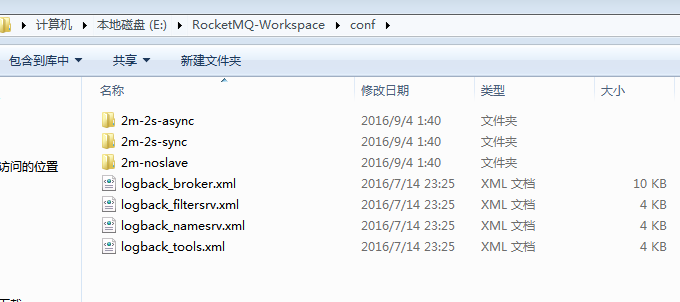 计算机 本地磁盘 (E:) RocketMQ-Workspace conf
包含到库中 共享 新建文件夹
名称 修改日期 类型 大小
2m-2s-async 2016/9/4 1:40 文件夹
2m-2s-sync 2016/9/4 1:40 文件夹
2m-noslave 2016/9/4 1:40 文件夹
访问的位置
logback_broker.xml 2016/7/14 23:25 XML 文档 10 KB
logback_filtersrv.xml 2016/7/14 23:25 XML 文档 4 KB
logback_namesrv.xml 2016/7/14 23:25 XML 文档 4 KB
logback_tools.xml 2016/7/14 23:25 XML 文档 4 KB